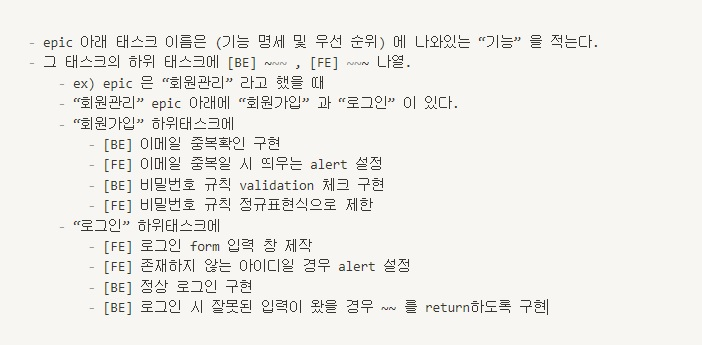 - epic 아래 태스크 이름은 (기능 명세 및 우선 순위) 에 나와있는 “기능” 을 적는다.
- 그 태스크의 하위 태스크에 [BE] ~~~ , [FE] ~~~ 나열.
- ex) epic 은 “회원관리” 라고 했을 때
- “회원관리” epic 아래에 “회원가입” 과 “로그인” 이 있다.
- “회원가입” 하위태스크에
- [BE] 이메일 중복확인 구현
- [FE] 이메일 중복일 시 띄우는 alert 설정
- [BE] 비밀번호 규칙 validation 체크 구현
- [FE] 비밀번호 규칙 정규표현식으로 제한
- “로그인” 하위태스크에
- [FE] 로그인 form 입력 창 제작
- [FE] 존재하지 않는 아이디일 경우 alert 설정
- [BE] 정상 로그인 구현
- [BE] 로그인 시 잘못된 입력이 왔을 경우 ~~ 를 return하도록 구현